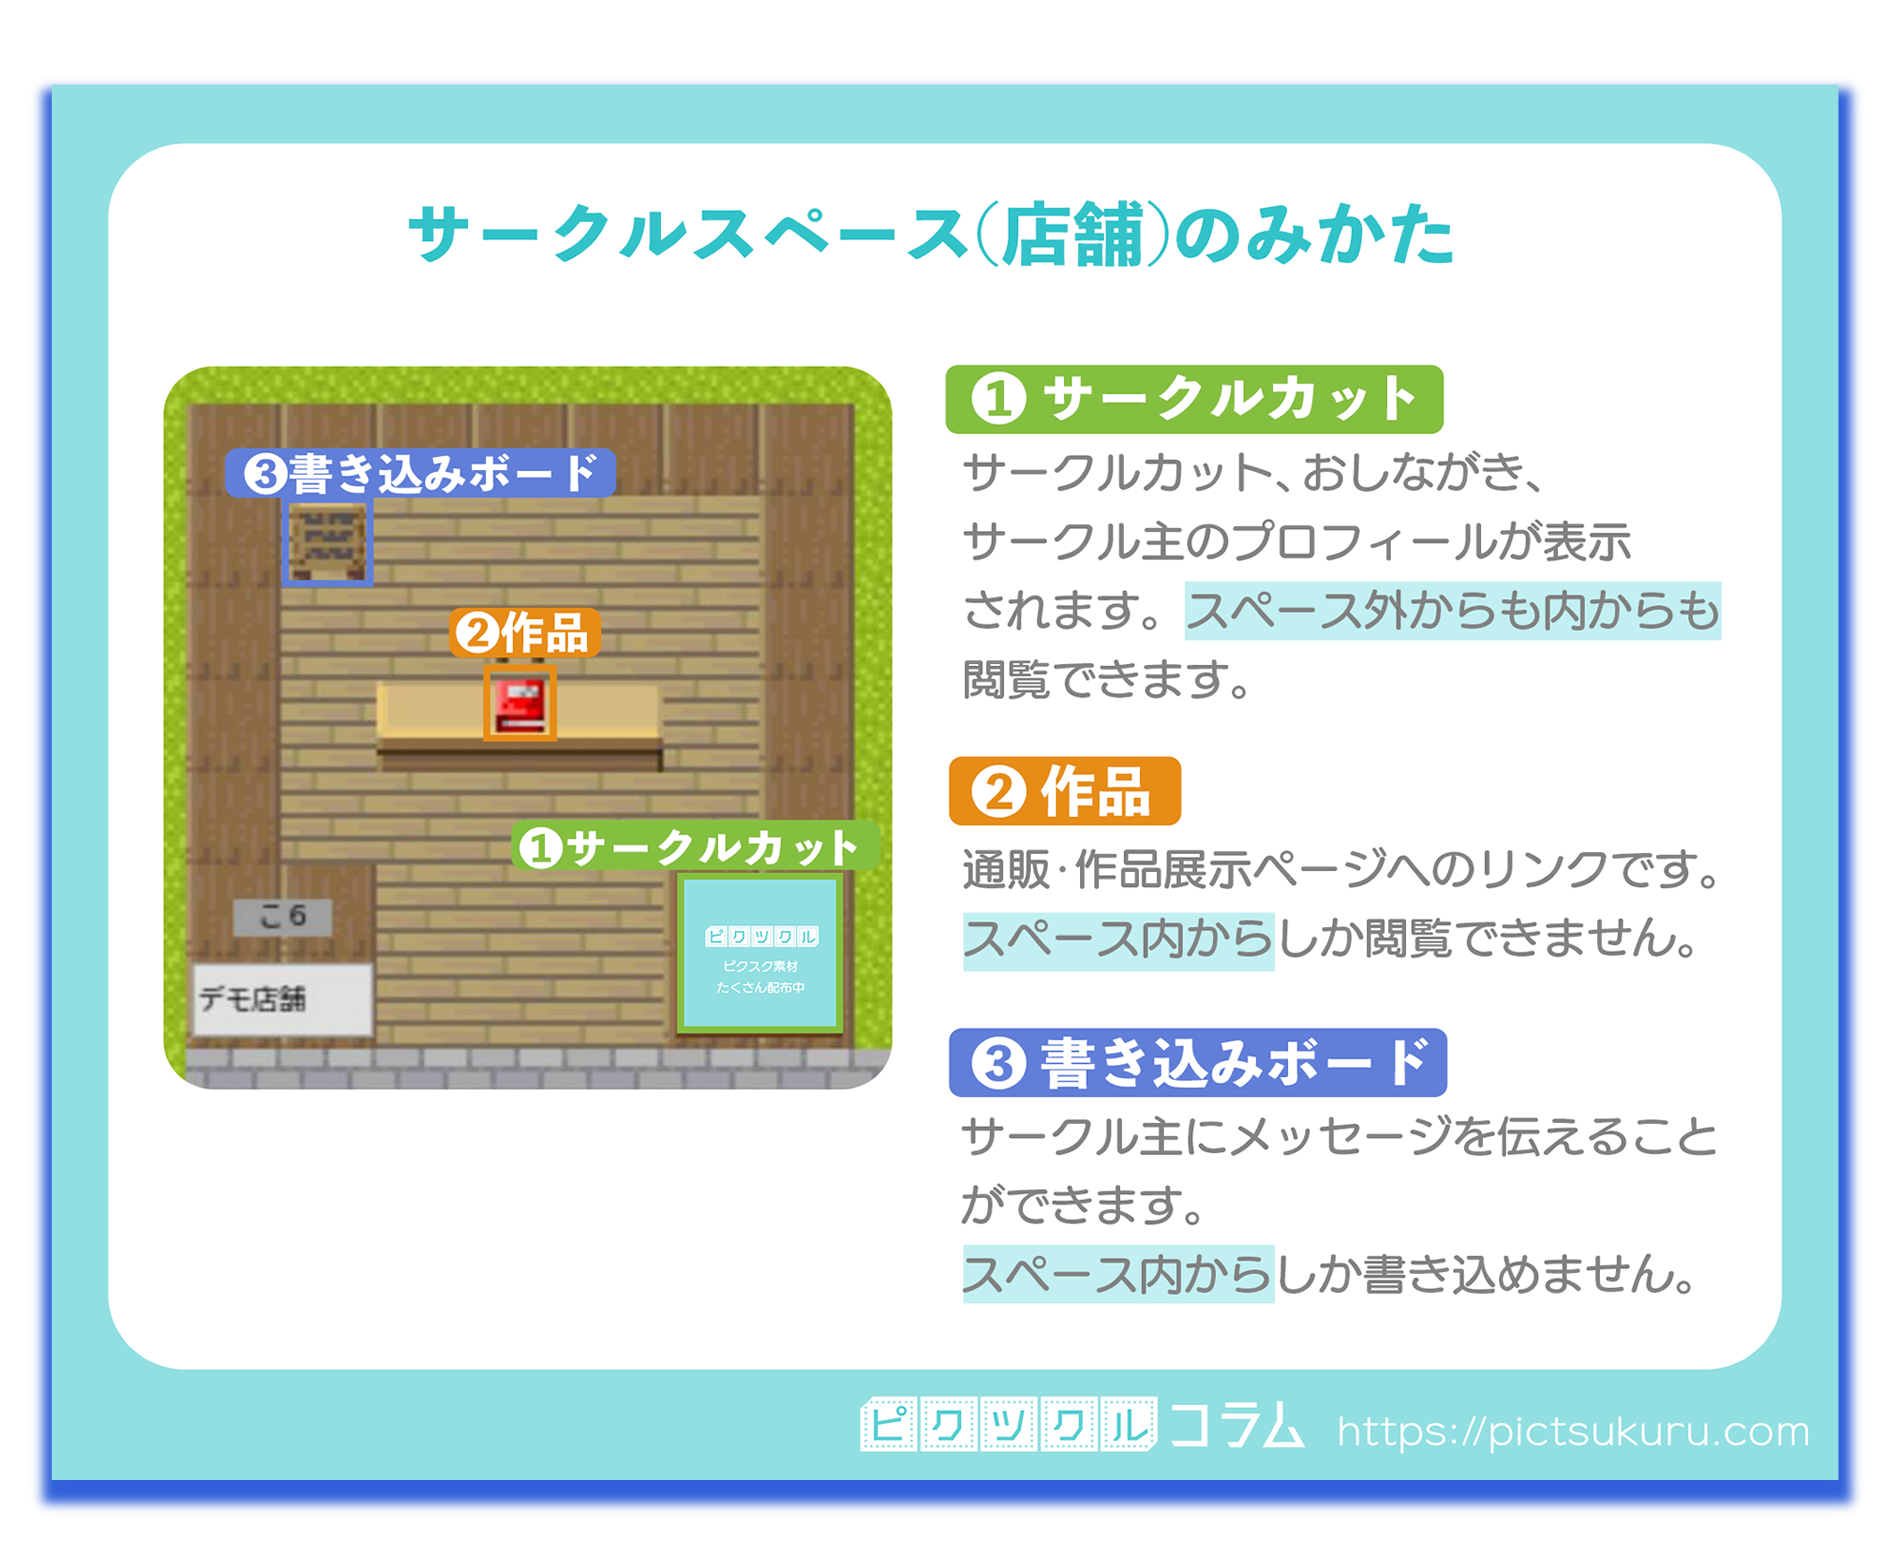 サークルスペース(店舗)のみかた
❸書き込みボード
❷作品
❶サークルカット
こ6
デモ店舗
ピクツクル
ピクスク素材
たくさん配布中
❶ サークルカット
サークルカット、おしながき、
サークル主のプロフィールが表示
されます。スペース外からも内からも
閲覧できます。
❷ 作品
通販・作品展示ページへのリンクです。
スペース内からしか閲覧できません。
❸ 書き込みボード
サークル主にメッセージを伝えること
ができます。
スペース内からしか書き込めません。
ピクツクルコラム https://pictsukuru.com